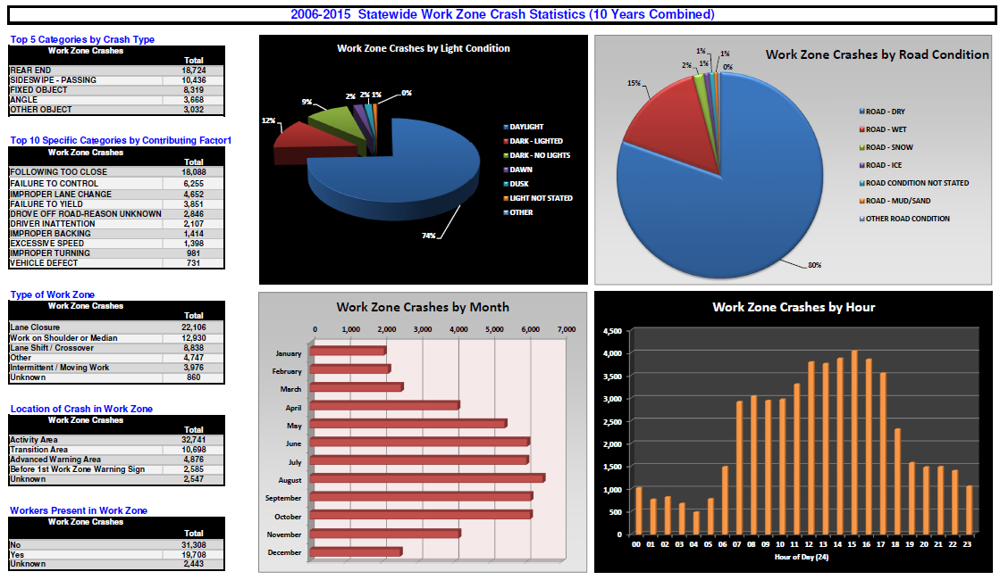 2006-2015 Statewide Work Zone Crash Statistics (10 Years Combined)
Top 5 Categories by Crash Type
Work Zone Crashes
Total
REAR END 18,724
SIDESWIPE - PASSING 10,436
FIXED OBJECT 8,319
ANGLE 3,668
OTHER OBJECT 3,032
Top 10 Specific Categories by Contributing Factor1
Work Zone Crashes
Total
FOLLOWING TOO CLOSE 18,088
FAILURE TO CONTROL 6,255
IMPROPER LANE CHANGE 4,652
FAILURE TO YIELD 3,851
DROVE OFF ROAD-REASON UNKNOWN 2,846
DRIVER INATTENTION 2,107
IMPROPER BACKING 1,414
EXCESSIVE SPEED 1,398
IMPROPER TURNING 981
VEHICLE DEFECT 731
Type of Work Zone
Work Zone Crashes
Total
Lane Closure 22,106
Work on Shoulder or Median 12,930
Lane Shift / Crossover 8,838
Other 4,747
Intermittent / Moving Work 3,976
Unknown 860
Location of Crash in Work Zone
Work Zone Crashes
Total
Activity Area 32,741
Transition Area 10,698
Advanced Warning Area 4,876
Before 1st Work Zone Warning Sign 2,585
Unknown 2,547
Workers Present in Work Zone
Work Zone Crashes
Total
No 31,308
Yes 19,708
Unknown 2,443
Work Zone Crashes by Light Condition
12% 9% 2% 2% 1% 0%
74%
DAYLIGHT
DARK - LIGHTED
DARK - NO LIGHTS
DAWN
DUSK
LIGHT NOT STATED
OTHER
Work Zone Crashes by Road Condition
15% 2% 1% 1% 1% 0%
80%
ROAD - DRY
ROAD - WET
ROAD - SNOW
ROAD - ICE
ROAD CONDITION NOT STATED
ROAD - MUD/SAND
OTHER ROAD CONDITION
Work Zone Crashes by Month
0 1,000 2,000 3,000 4,000 5,000 6,000 7,000
January
February
March
April
May
June
July
August
September
October
November
December
Work Zone Crashes by Hour
4,500
4,000
3,500
3,000
2,500
2,000
1,500
1,000
500
0
00 01 02 03 04 05 06 07 08 09 10 11 12 13 14 15 16 17 18 19 20 21 22 23
Hour of Day (24)